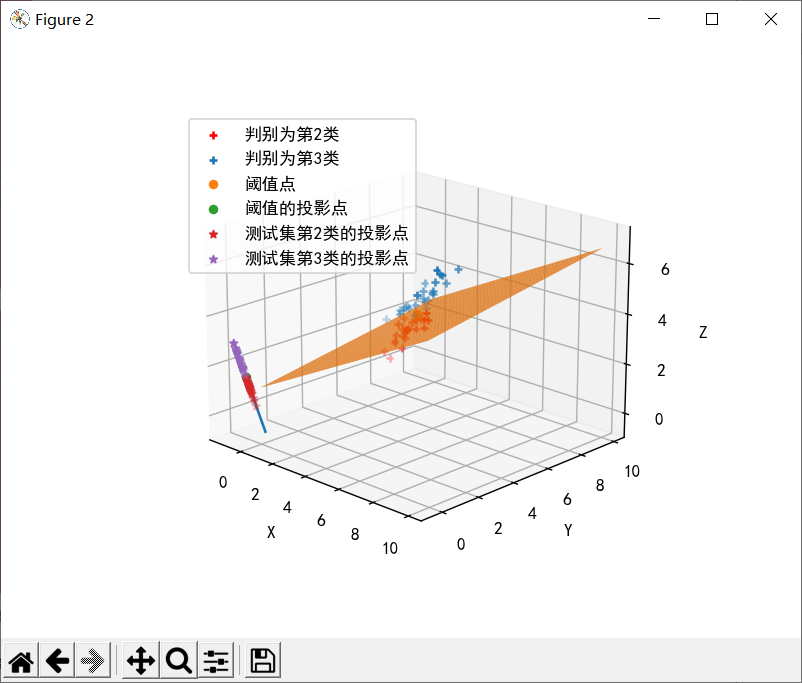 Figure 2
判别为第2类
判别为第3类
阈值点
阈值的投影点
测试集第2类的投影点
测试集第3类的投影点
6
4
Z
2
0
0
2
4
6
8
10
X
0
2
4
6
8
10
Y